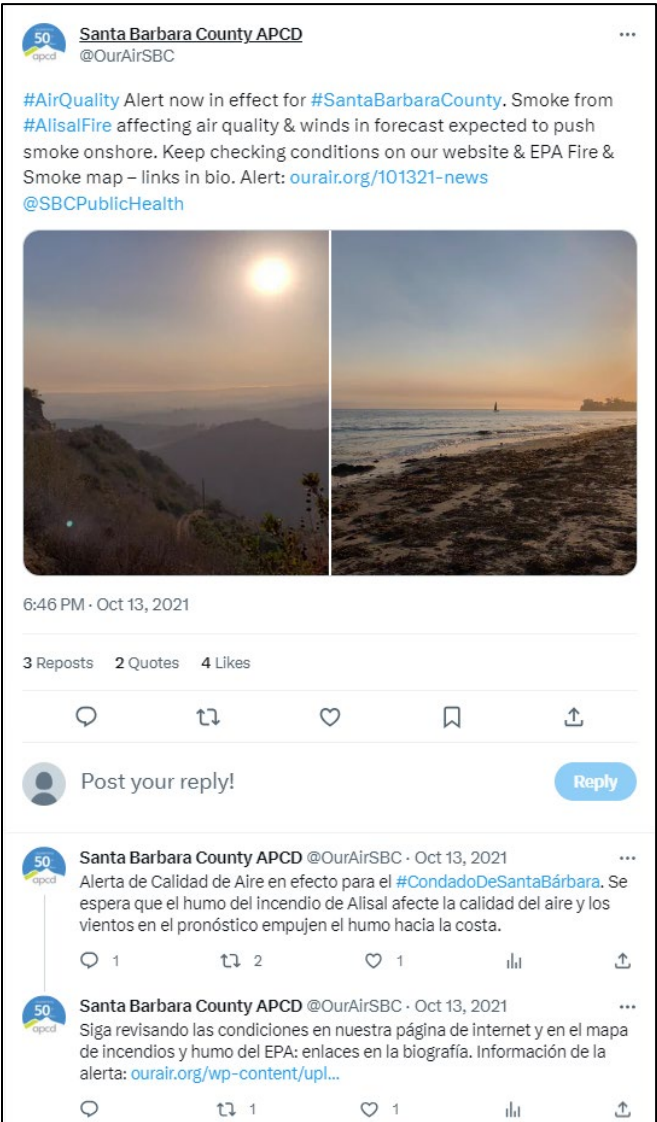 50
apcd
Santa Barbara County APCD
@OurAirSBC
#AirQuality Alert now in effect for #SantaBarbaraCounty. Smoke from
#AlisalFire affecting air quality & winds in forecast expected to push
smoke onshore. Keep checking conditions on our website & EPA Fire &
Smoke map – links in bio. Alert: ourair.org/101321-news
@SBCPublicHealth
6:46 PM · Oct 13, 2021
3 Reposts 2 Quotes 4 Likes
Post your reply!
Reply
50
apcd
Santa Barbara County APCD @OurAirSBC · Oct 13, 2021
Alerta de Calidad de Aire en efecto para el #CondadoDeSantaBárbara. Se
espera que el humo del incendio de Alisal afecte la calidad del aire y los
vientos en el pronóstico empujen el humo hacia la costa.
1 2 1
50
apcd
Santa Barbara County APCD @OurAirSBC · Oct 13, 2021
Siga revisando las condiciones en nuestra página de internet y en el mapa
de incendios y humo del EPA: enlaces en la biografía. Información de la
alerta: ourair.org/wp-content/upl...
1 1